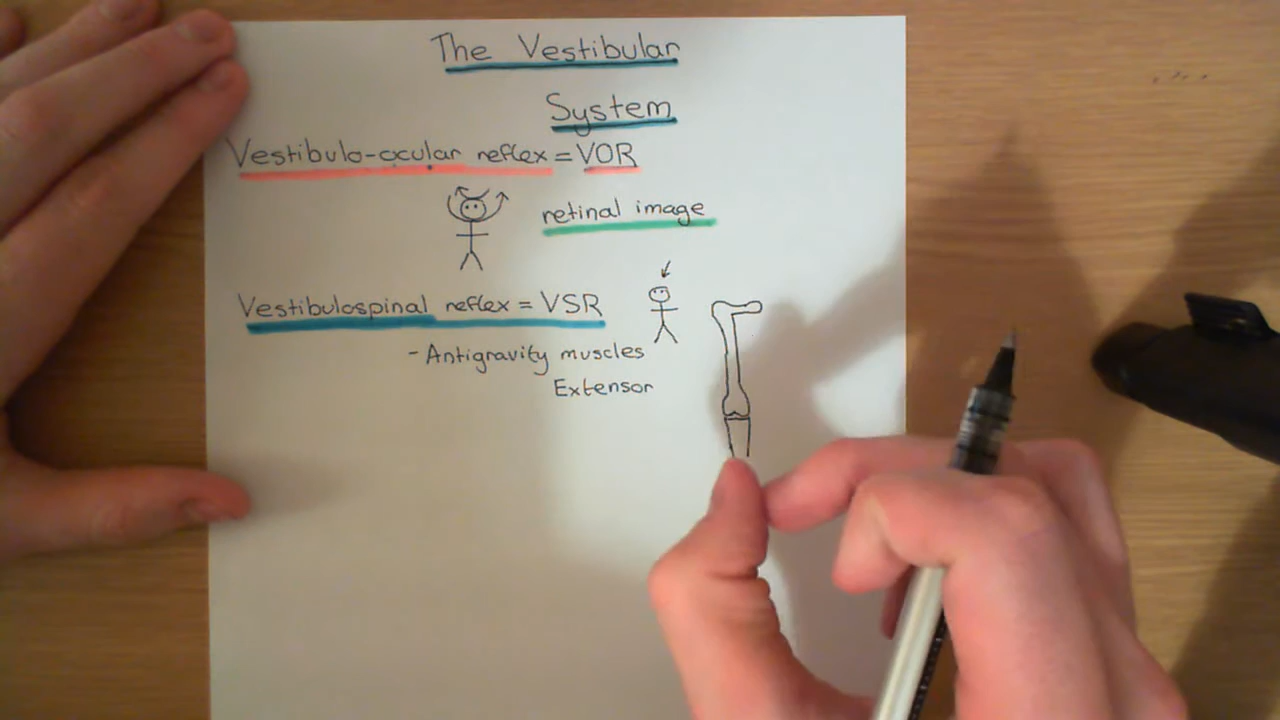 The Vestibular
System
Vestibulo-ocular reflex = VOR
retinal image
Vestibulospinal reflex = VSR
- Antigravity muscles
Extensor